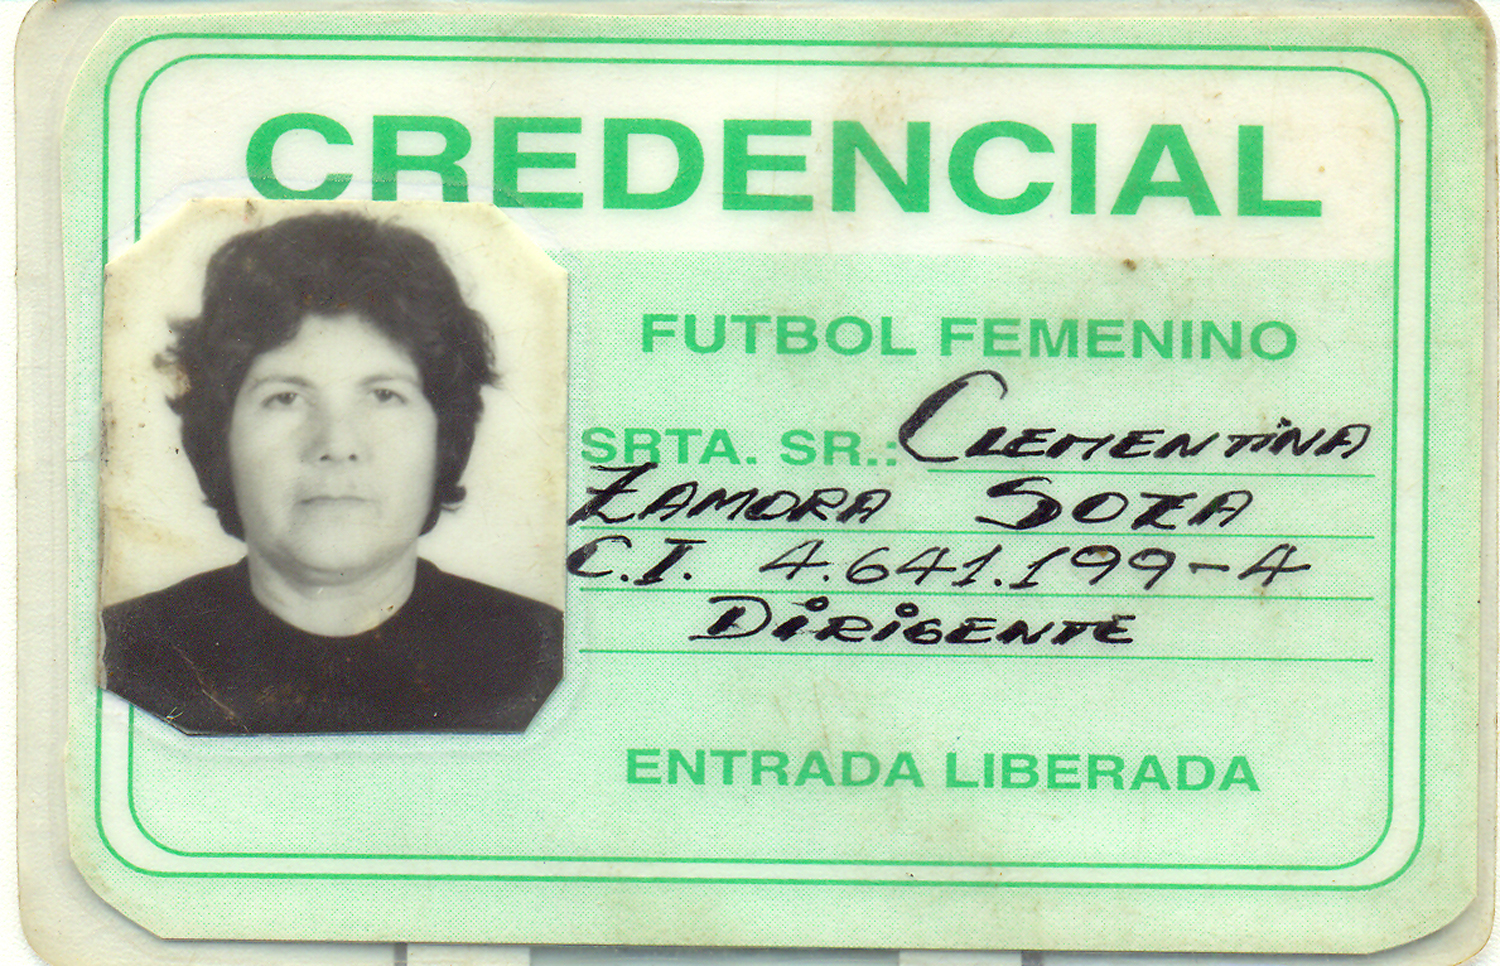 CREDENCIAL
FUTBOL FEMENINO
SRTA. SR.: CLEMENTINA
ZAMORA SOZA
C.I. 4.641.199-4
DIRIGENTE
ENTRADA LIBERADA